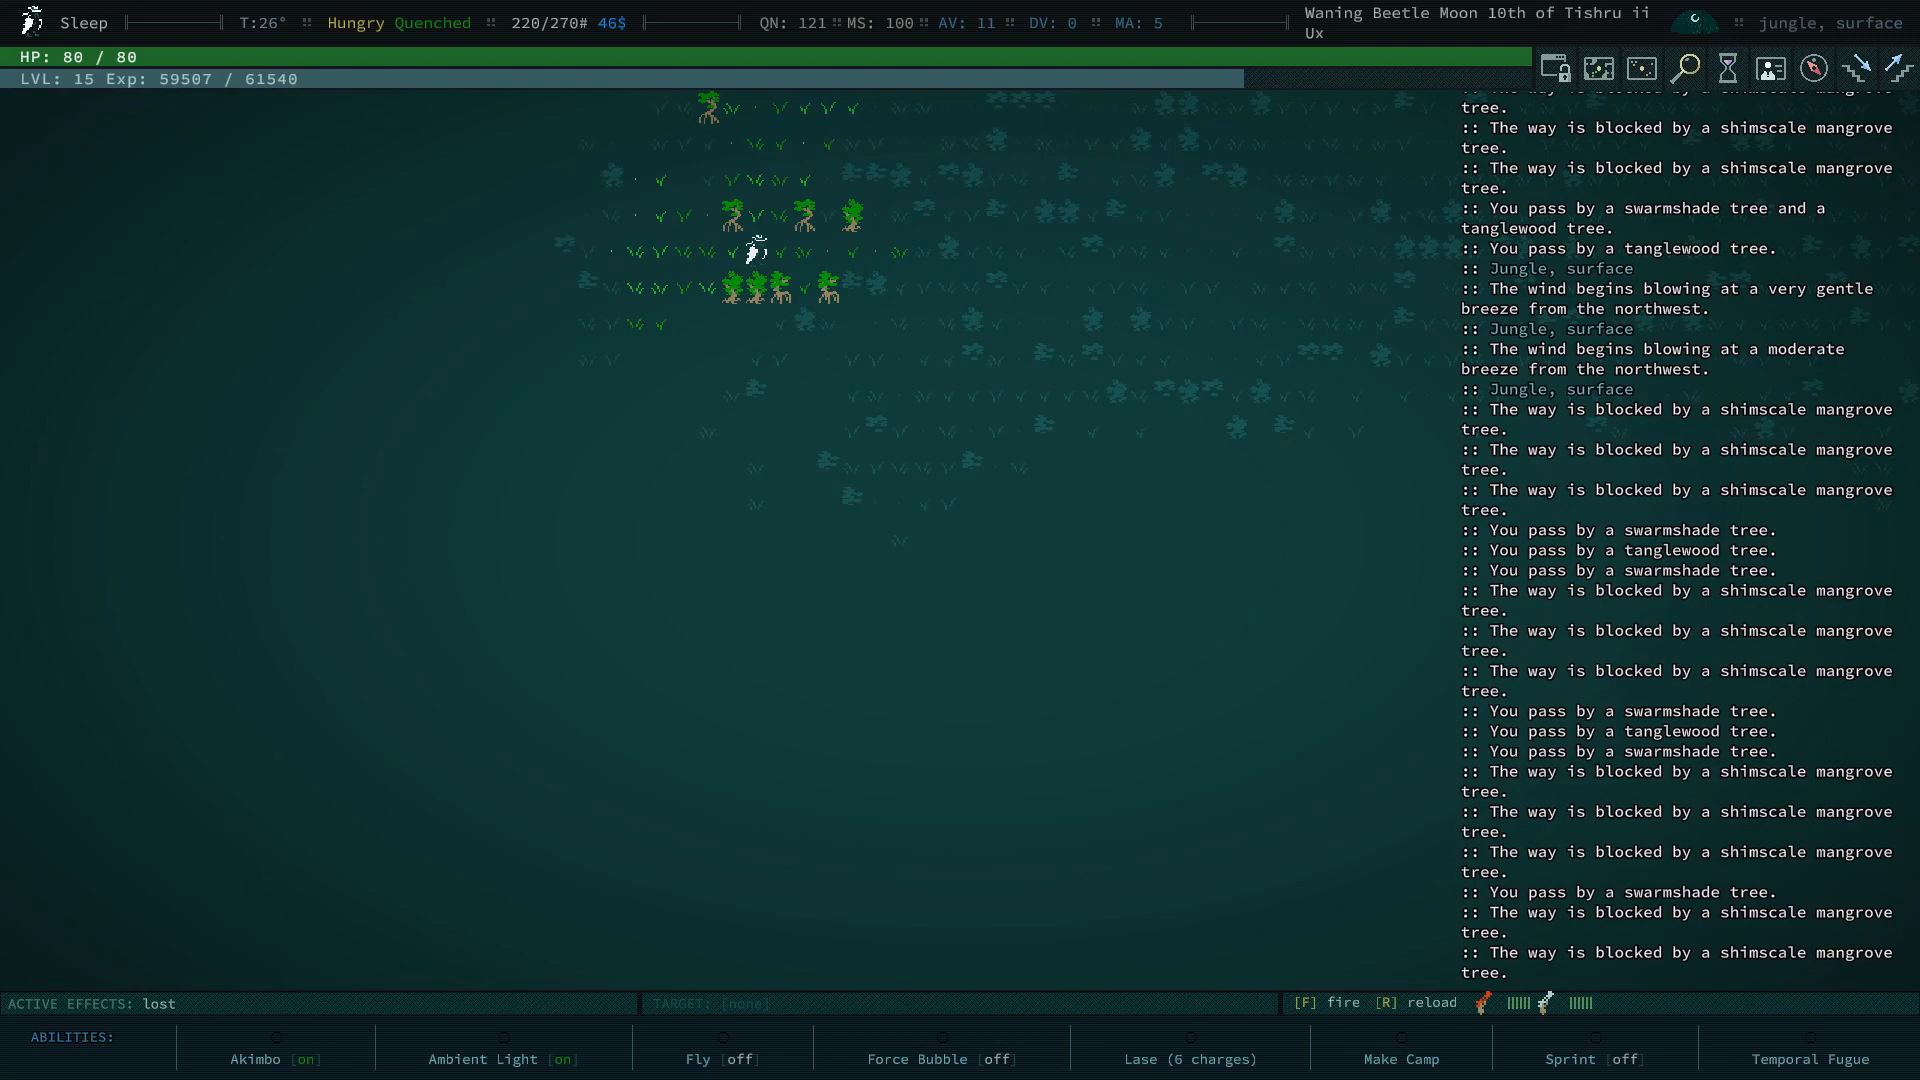 Sleep T:26° :: Hungry Quenched :: 220/270# 46$ QN: 121 :: MS: 100 :: AV: 11 :: DV: 0 :: MA: 5 Waning Beetle Moon 10th of Tishru ii
Ux
:: jungle, surface
HP: 80 / 80
LVL: 15 Exp: 59507 / 61540
tree.
:: The way is blocked by a shimscale mangrove
tree.
:: The way is blocked by a shimscale mangrove
tree.
:: You pass by a swarmshade tree and a
tanglewood tree.
:: You pass by a tanglewood tree.
:: Jungle, surface
:: The wind begins blowing at a very gentle
breeze from the northwest.
:: Jungle, surface
:: The wind begins blowing at a moderate
breeze from the northwest.
:: Jungle, surface
:: The way is blocked by a shimscale mangrove
tree.
:: The way is blocked by a shimscale mangrove
tree.
:: The way is blocked by a shimscale mangrove
tree.
:: You pass by a swarmshade tree.
:: You pass by a tanglewood tree.
:: You pass by a swarmshade tree.
:: The way is blocked by a shimscale mangrove
tree.
:: The way is blocked by a shimscale mangrove
tree.
:: The way is blocked by a shimscale mangrove
tree.
:: You pass by a swarmshade tree.
:: You pass by a tanglewood tree.
:: You pass by a swarmshade tree.
:: The way is blocked by a shimscale mangrove
tree.
:: The way is blocked by a shimscale mangrove
tree.
:: The way is blocked by a shimscale mangrove
tree.
:: You pass by a swarmshade tree.
:: The way is blocked by a shimscale mangrove
tree.
:: The way is blocked by a shimscale mangrove
tree.
ACTIVE EFFECTS: lost
TARGET: [none]
[F] fire [R] reload
ABILITIES:
Akimbo [on]
Ambient Light [on]
Fly [off]
Force Bubble [off]
Lase (6 charges)
Make Camp
Sprint [off]
Temporal Fugue